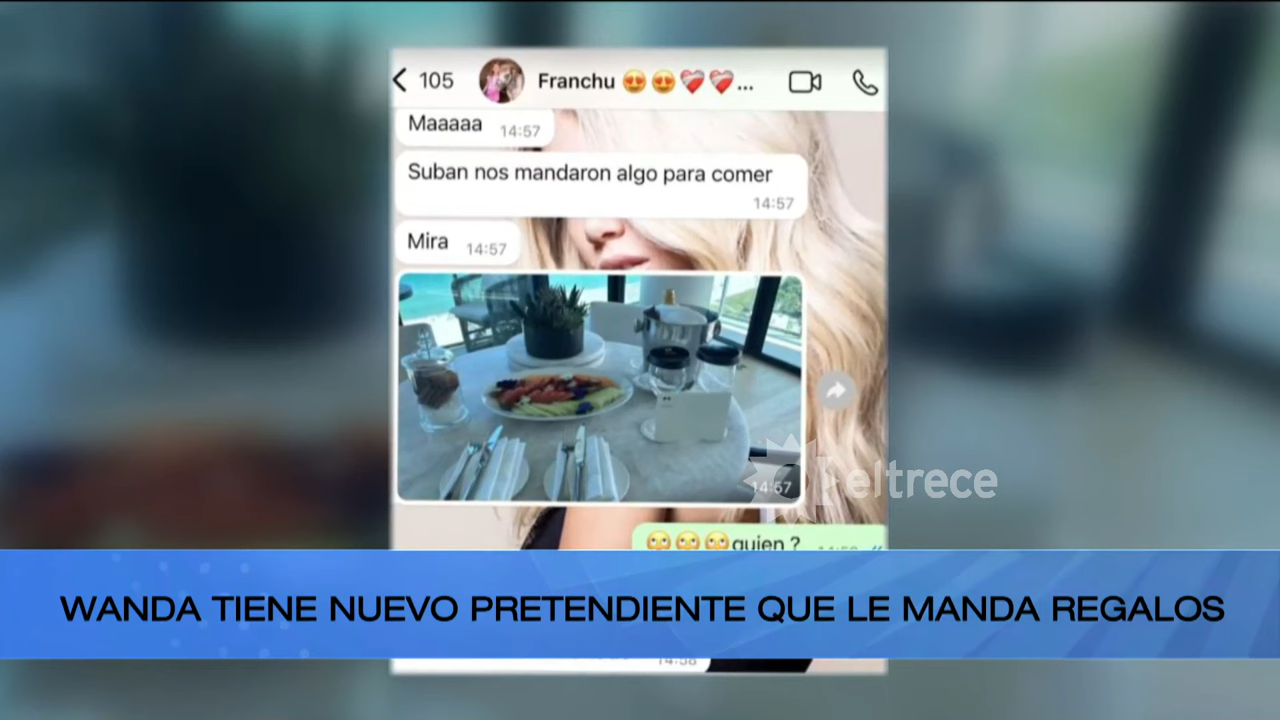 105 Franchu 😍😍❤️‍🩹❤️‍🩹...
Maaaaa 14:57
Suban nos mandaron algo para comer
14:57
Mira 14:57
14:57
eltrece
🙄🙄🙄quien ?
WANDA TIENE NUEVO PRETENDIENTE QUE LE MANDA REGALOS
14:58